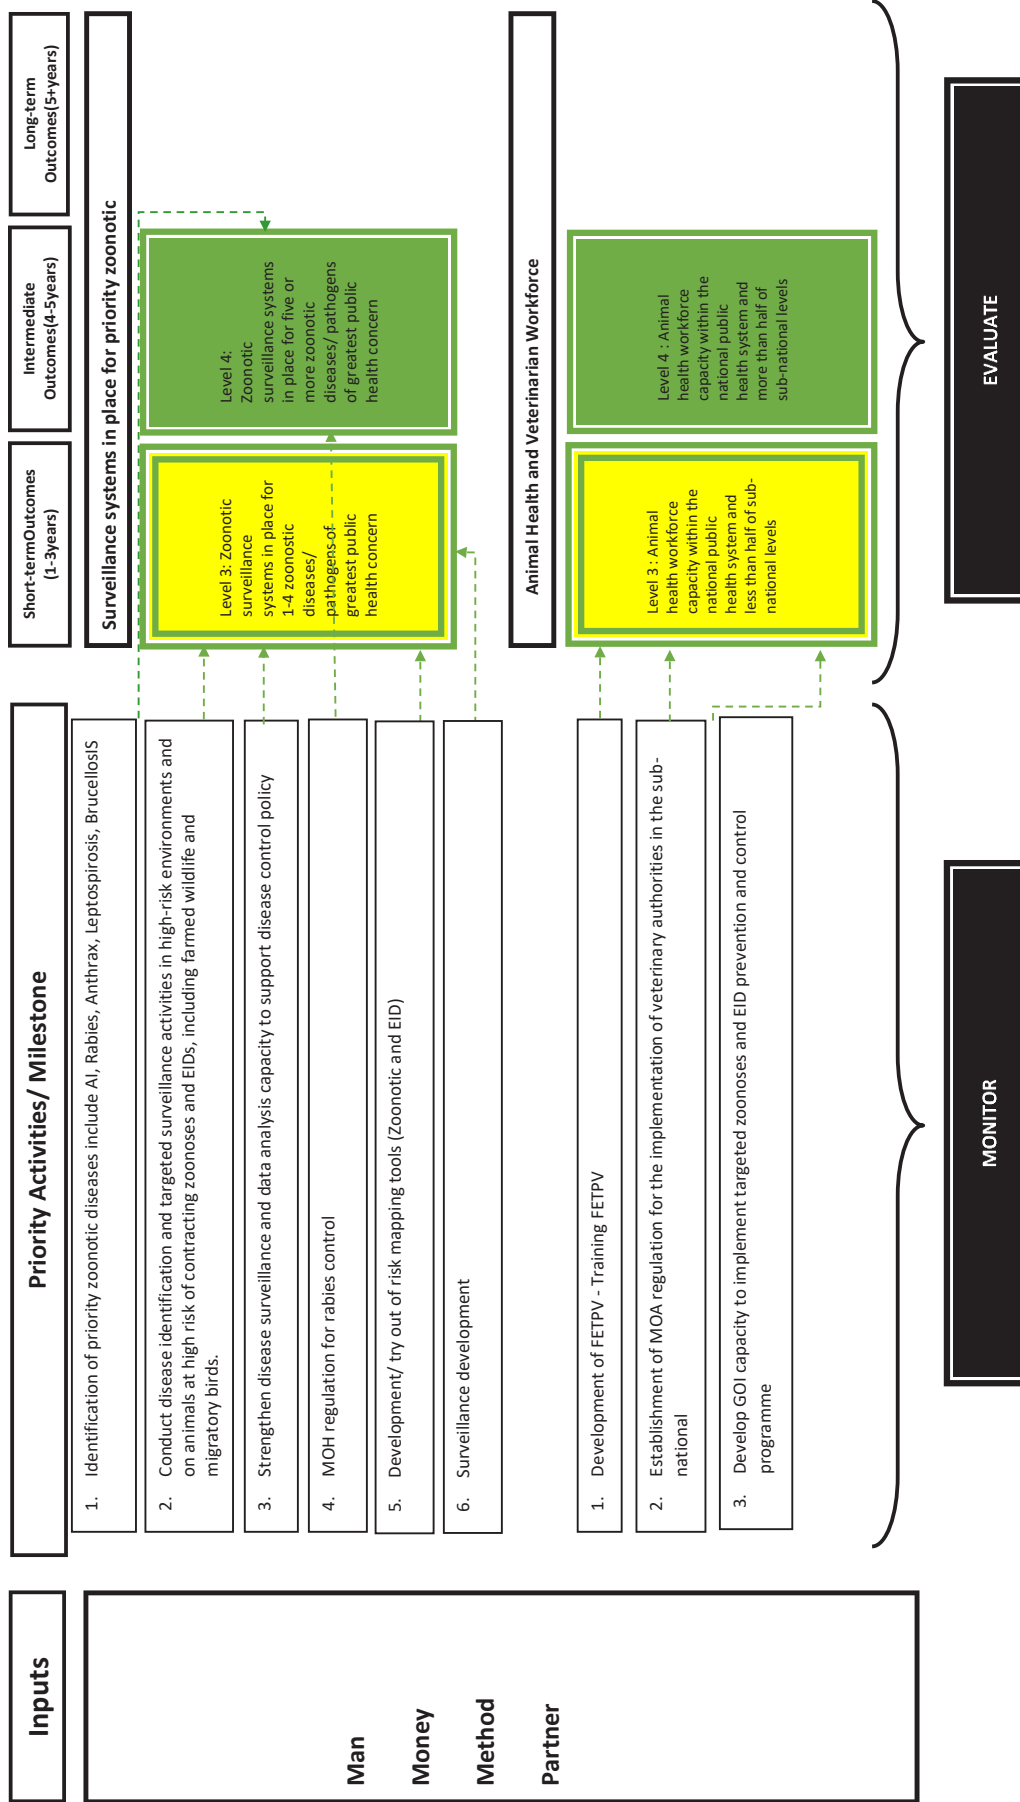 Inputs
Man
Money
Method
Partner
Priority Activities/ Milestone
1. Identification of priority zoonotic diseases include AI, Rabies, Anthrax, Leptospirosis, BrucellosIS
2. Conduct disease identification and targeted surveillance activities in high-risk environments and
on animals at high risk of contracting zoonoses and EIDs, including farmed wildlife and
migratory birds.
3. Strengthen disease surveillance and data analysis capacity to support disease control policy
4. MOH regulation for rabies control
5. Development/ try out of risk mapping tools (Zoonotic and EID)
6. Surveillance development
1. Development of FETPV - Training FETPV
2. Establishment of MOA regulation for the implementation of veterinary authorities in the sub-
national
3. Develop GOI capacity to implement targeted zoonoses and EID prevention and control
programme
MONITOR
Short-termOutcomes
(1-3years)
Intermediate
Outcomes(4-5years)
Long-term
Outcomes(5+years)
Surveillance systems in place for priority zoonotic
Level 3: Zoonotic
surveillance
systems in place for
1-4 zoonostic
diseases/
pathogens of
greatest public
health concern
Level 4:
Zoonotic
surveillance systems
in place for five or
more zoonotic
diseases/ pathogens
of greatest public
health concern
Animal Health and Veterinarian Workforce
Level 3 : Animal
health workforce
capacity within the
national public
health system and
less than half of sub-
national levels
Level 4 : Animal
health workforce
capacity within the
national public
health system and
more than half of
sub-national levels
EVALUATE